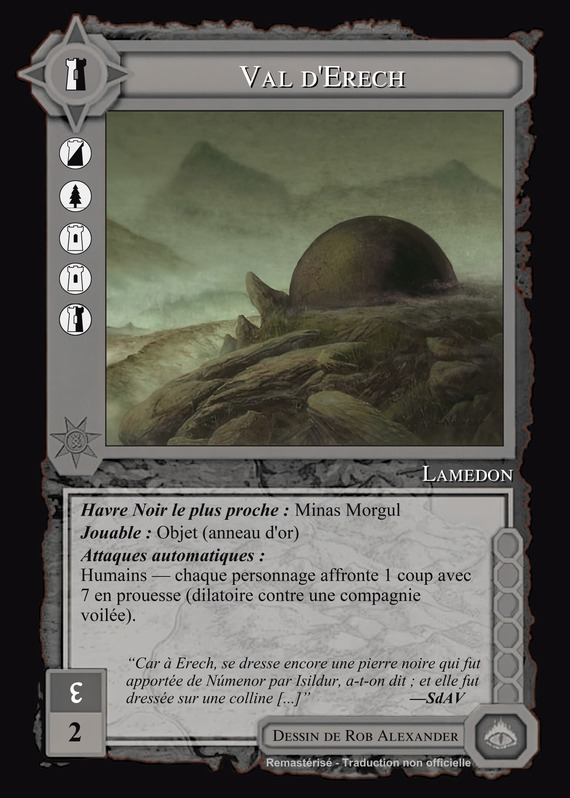 Val d'Erech
Lamedon
Havre Noir le plus proche : Minas Morgul
Jouable : Objet (anneau d'or)
Attaques automatiques :
Humains — chaque personnage affronte 1 coup avec
7 en prouesse (dilatoire contre une compagnie
voilée).
“Car à Erech, se dresse encore une pierre noire qui fut
apportée de Númenor par Isildur, a-t-on dit ; et elle fut
dressée sur une colline [...]” —SdAV
ε
2
Dessin de Rob Alexander
Remastérisé - Traduction non officielle